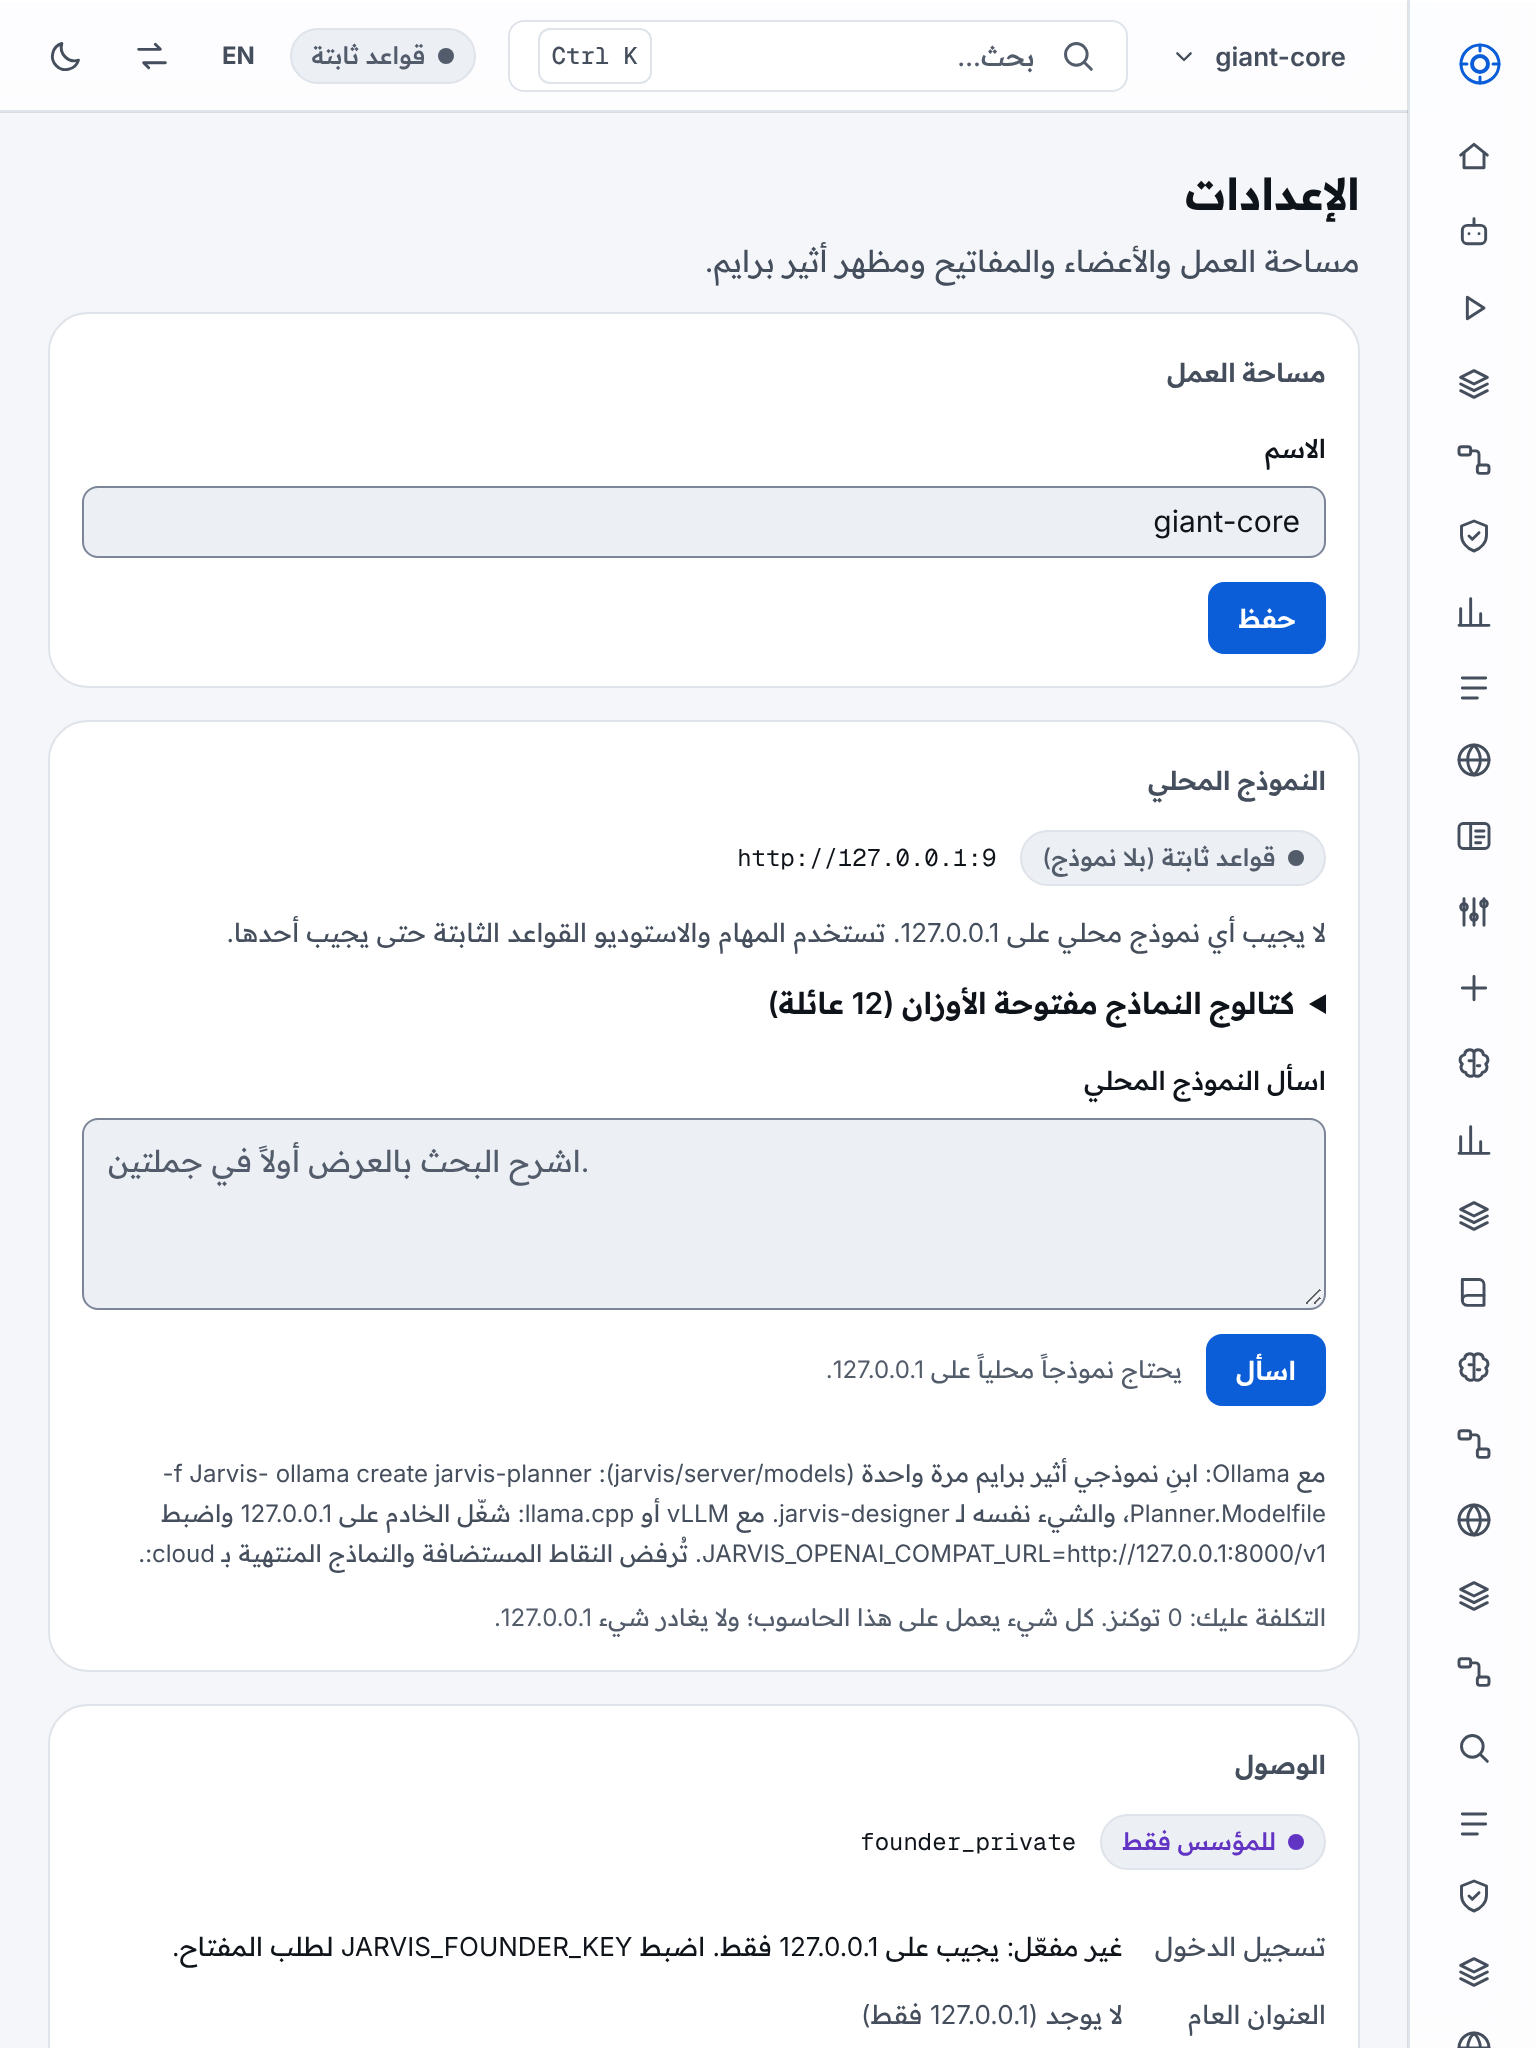 giant-core
بحث...
Ctrl K
قواعد ثابتة
EN
الإعدادات
مساحة العمل والأعضاء والمفاتيح ومظهر أثير برايم.
مساحة العمل
الاسم
giant-core
حفظ
النموذج المحلي
قواعد ثابتة (بلا نموذج)
http://127.0.0.1:9
لا يجيب أي نموذج محلي على 127.0.0.1. تستخدم المهام والاستوديو القواعد الثابتة حتى يجيب أحدها.
كتالوج النماذج مفتوحة الأوزان (12 عائلة)
اسأل النموذج المحلي
اشرح البحث بالعرض أولاً في جملتين.
اسأل
يحتاج نموذجاً محلياً على 127.0.0.1.
مع Ollama: ابنِ نموذجي أثير برايم مرة واحدة (jarvis/server/models): ollama create jarvis-planner -f Jarvis-
Planner.Modelfile، والشيء نفسه لـ jarvis-designer. مع vLLM أو llama.cpp: شغّل الخادم على 127.0.0.1 واضبط
JARVIS_OPENAI_COMPAT_URL=http://127.0.0.1:8000/v1. تُرفض النقاط المستضافة والنماذج المنتهية بـ cloud:.
التكلفة عليك: 0 توكنز. كل شيء يعمل على هذا الحاسوب؛ ولا يغادر شيء 127.0.0.1.
الوصول
للمؤسس فقط
founder_private
تسجيل الدخول
غير مفعّل: يجيب على 127.0.0.1 فقط. اضبط JARVIS_FOUNDER_KEY لطلب المفتاح.
العنوان العام
لا يوجد (127.0.0.1 فقط)